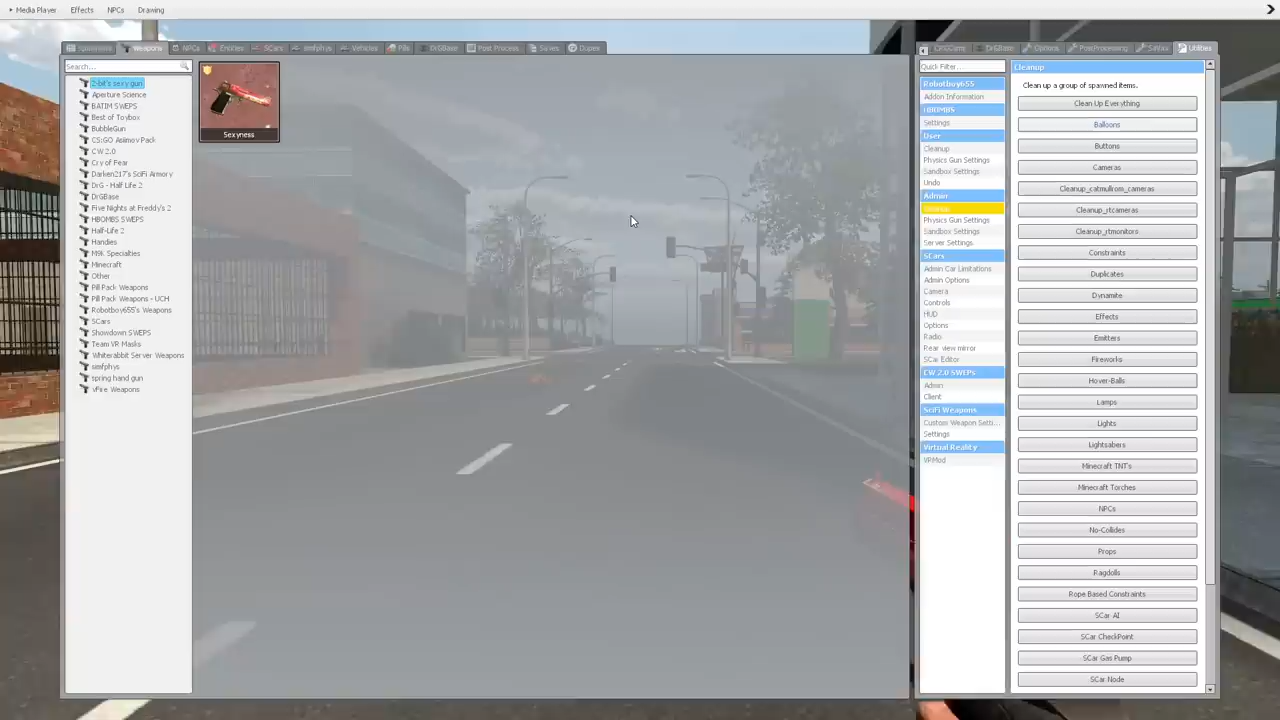 Media Player Effects NPCs Drawing
Weapons NPCs Entities SCars simfphys Vehicles Pills DrGBase Post Process Saves Dupes
DrGBase Options Utilities
Search...
2-bit's sexy gun
Aperture Science
BATIM SWEPS
Best of Toybox
BubbleGun
CS:GO Asiimov Pack
CW 2.0
Cry of Fear
Darken217's SciFi Armory
DrG - Half Life 2
DrGBase
Five Nights at Freddy's 2
HBOMBS SWEPS
Half-Life 2
Handies
M9k Specialties
Minecraft
Other
Pill Pack Weapons
Pill Pack Weapons - UCH
Robotboy655's Weapons
SCars
Showdown SWEPS
Team VR Masks
Whiterabbit Server Weapons
simfphys
spring hand gun
vFire Weapons
Sexyness
Quick Filter...
Robotboy655
Addon Information
HBOMBS
Settings
User
Cleanup
Physics Gun Settings
Sandbox Settings
Undo
Admin
Physics Gun Settings
Sandbox Settings
Server Settings
SCars
Admin Car Limitations
Admin Options
Camera
Controls
HUD
Options
Radio
Rear view mirror
SCar Editor
CW 2.0 SWEPs
Admin
Client
SciFi Weapons
Custom Weapon Setti...
Settings
Virtual Reality
VRMod
Cleanup
Clean up a group of spawned items.
Clean Up Everything
Balloons
Buttons
Cameras
Cleanup_catmullrom_cameras
Cleanup_rtcameras
Cleanup_rtmonitors
Constraints
Duplicates
Dynamite
Effects
Emitters
Fireworks
Hover-Balls
Lamps
Lights
Lightsabers
Minecraft TNT's
Minecraft Torches
NPCs
No-Collides
Props
Ragdolls
Rope Based Constraints
SCar AI
SCar CheckPoint
SCar Gas Pump
SCar Node